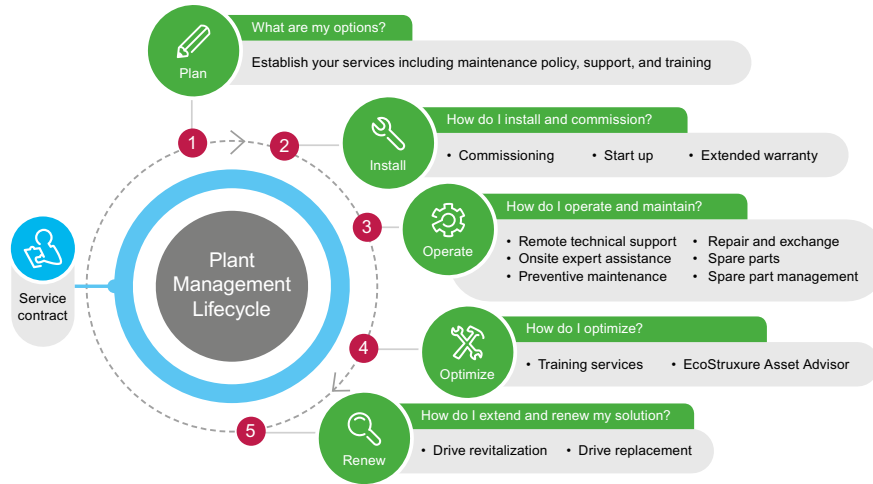 What are my options?
Plan
Establish your services including maintenance policy, support, and training
1
2
How do I install and commission?
Install
• Commissioning • Start up • Extended warranty
3
How do I operate and maintain?
Operate
• Remote technical support • Repair and exchange
• Onsite expert assistance • Spare parts
• Preventive maintenance • Spare part management
Plant
Management
Lifecycle
Service
contract
4
How do I optimize?
Optimize
• Training services • EcoStruxure Asset Advisor
5
How do I extend and renew my solution?
Renew
• Drive revitalization • Drive replacement